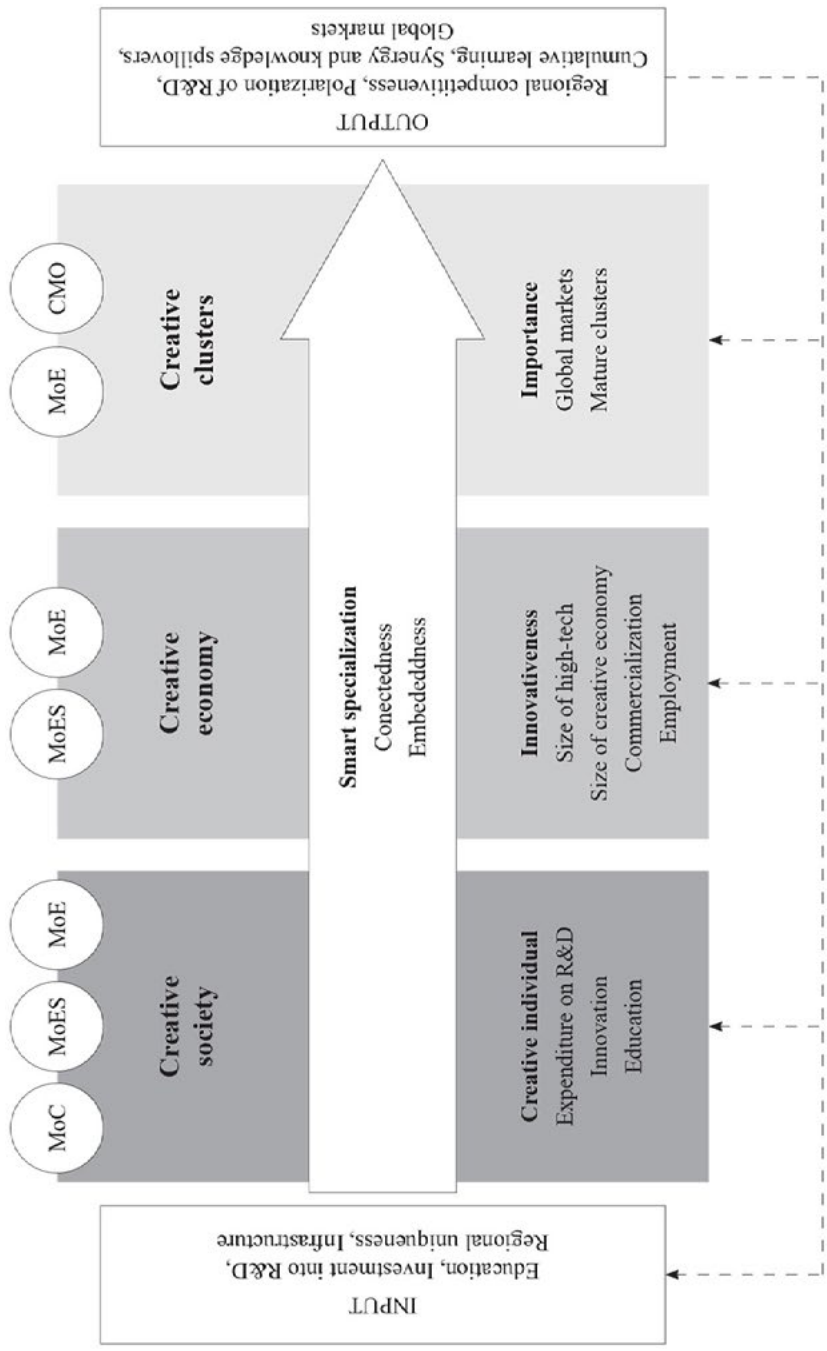 INPUT
Education, Investment into R&D,
Regional uniqueness, Infrastructure
MoC
MoES
MoE
Creative
society
Creative individual
Expenditure on R&D
Innovation
Education
MoES
MoE
Creative
economy
Smart specialization
Conectedness
Embededdness
Innovativeness
Size of high-tech
Size of creative economy
Commercialization
Employment
MoE
CMO
Creative
clusters
Importance
Global markets
Mature clusters
OUTPUT
Regional competitiveness, Polarization of R&D,
Cumulative learning, Synergy and knowledge spillovers,
Global markets